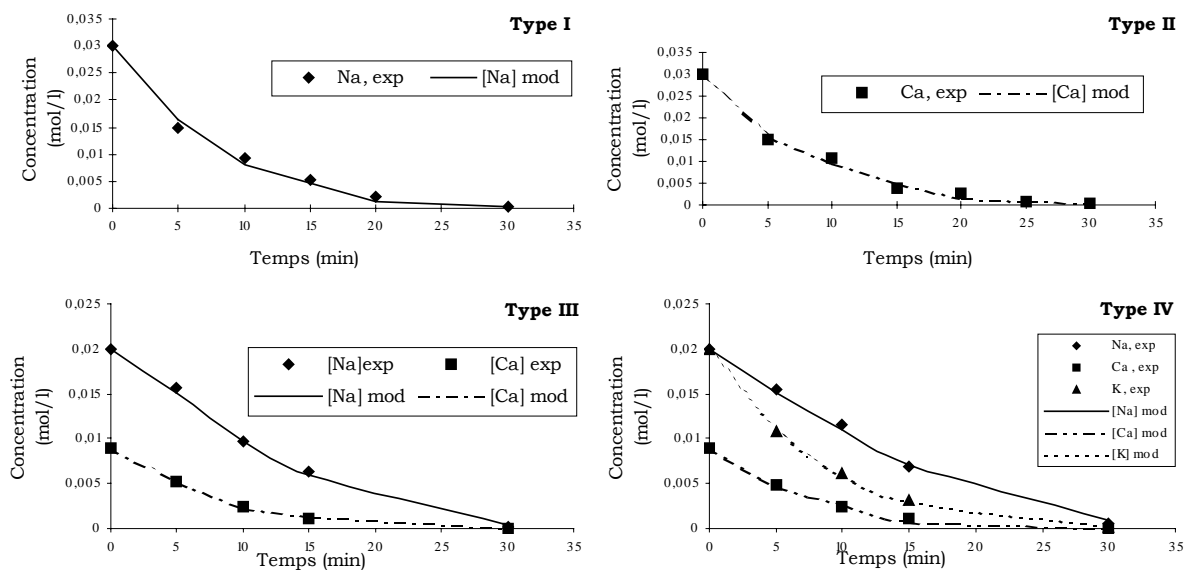 Type I
Na, exp [Na] mod
Concentration (mol/l)
0,035
0,03
0,025
0,02
0,015
0,01
0,005
0
0 5 10 15 20 25 30 35
Temps (min)
Type II
Ca, exp [Ca] mod
Concentration (mol/l)
0,035
0,03
0,025
0,02
0,015
0,01
0,005
0
0 5 10 15 20 25 30 35
Temps (min)
Type III
[Na]exp [Ca] exp
[Na] mod [Ca] mod
Concentration (mol/l)
0,025
0,02
0,015
0,01
0,005
0
0 5 10 15 20 25 30 35
Temps (min)
Type IV
Na, exp
Ca , exp
K, exp
[Na] mod
[Ca] mod
[K] mod
Concentration (mol/l)
0,025
0,02
0,015
0,01
0,005
0
0 5 10 15 20 25 30 35
Temps (min)